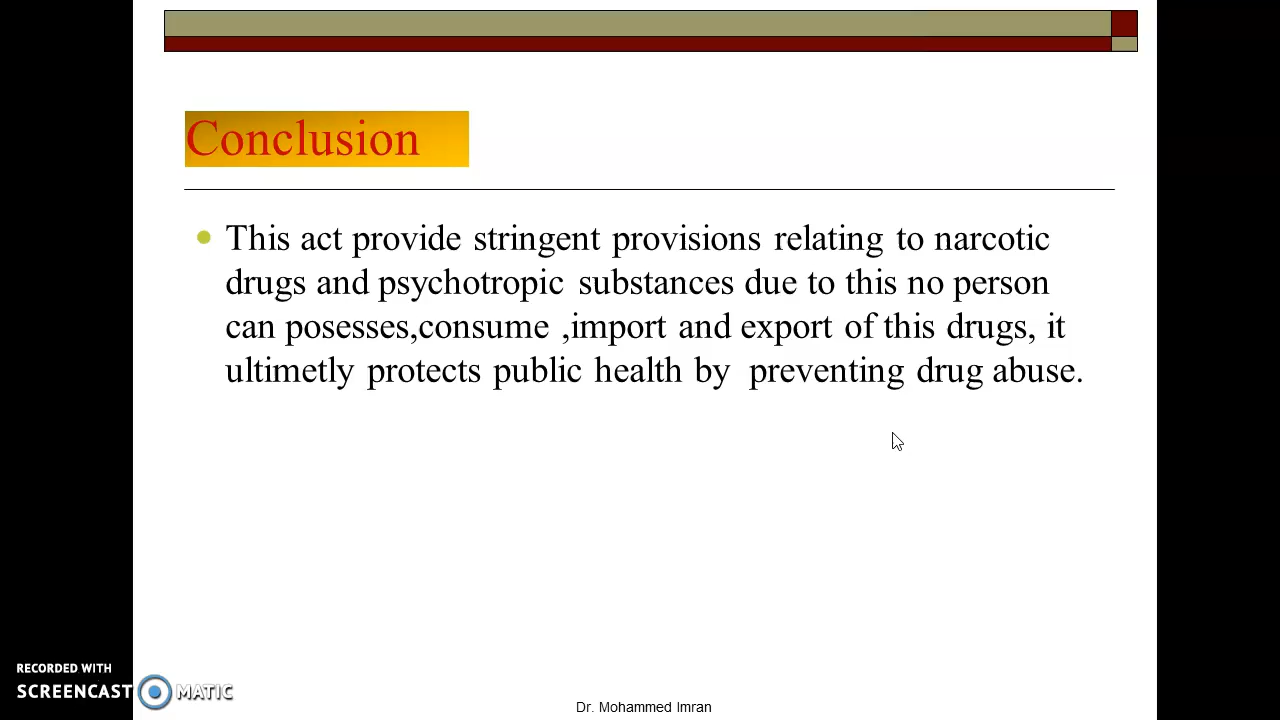 Conclusion
This act provide stringent provisions relating to narcotic
drugs and psychotropic substances due to this no person
can posesses,consume ,import and export of this drugs, it
ultimetly protects public health by preventing drug abuse.
RECORDED WITH
SCREENCAST MATIC
Dr. Mohammed Imran